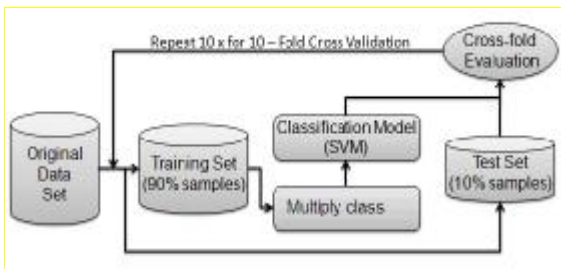 Repeat 10 x for 10 – Fold Cross Validation
Cross-fold
Evaluation
Original
Data
Set
Training Set
(90% samples)
Classification Model
(SVM)
Multiply class
Test Set
(10% samples)